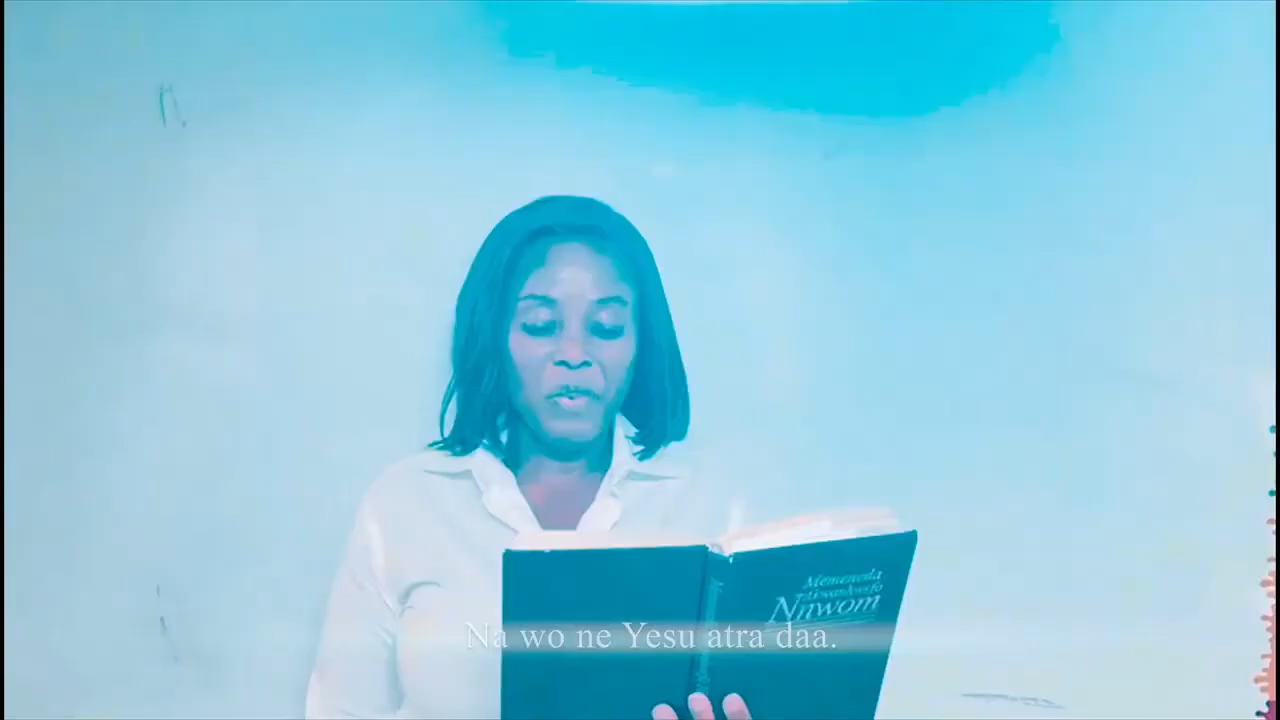 Memeneda
Nnwom
Na wo ne Yesu atra daa.